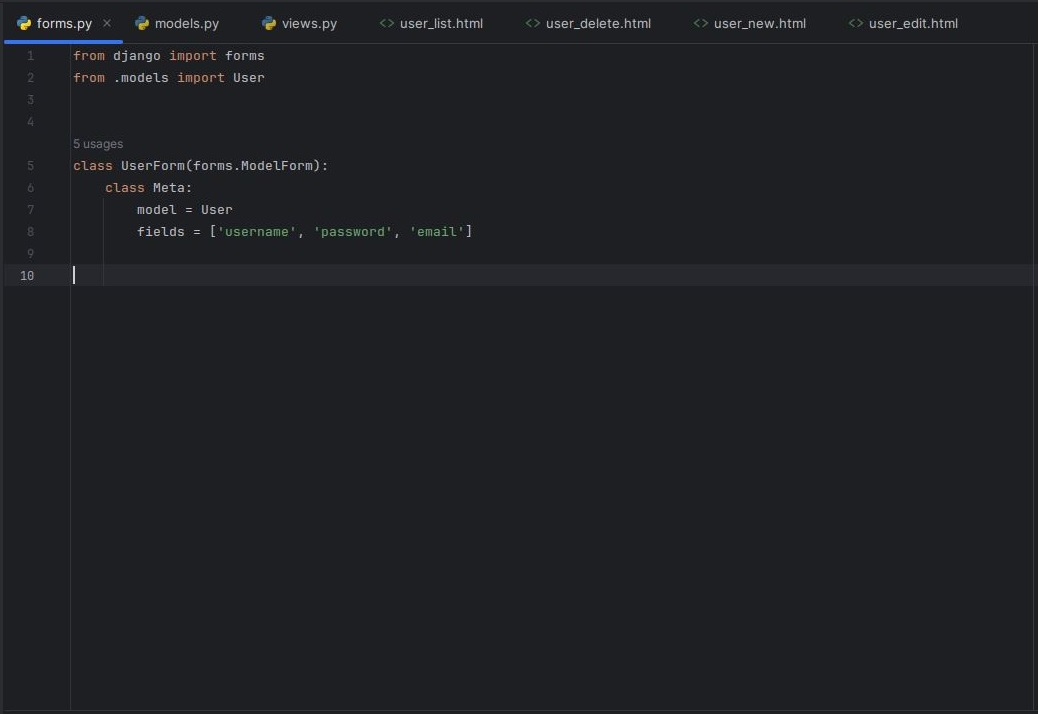 forms.py models.py views.py <> user_list.html <> user_delete.html <> user_new.html <> user_edit.html
1 from django import forms
2 from .models import User
3
4
5 usages
5 class UserForm(forms.ModelForm):
6     class Meta:
7         model = User
8         fields = ['username', 'password', 'email']
9
10